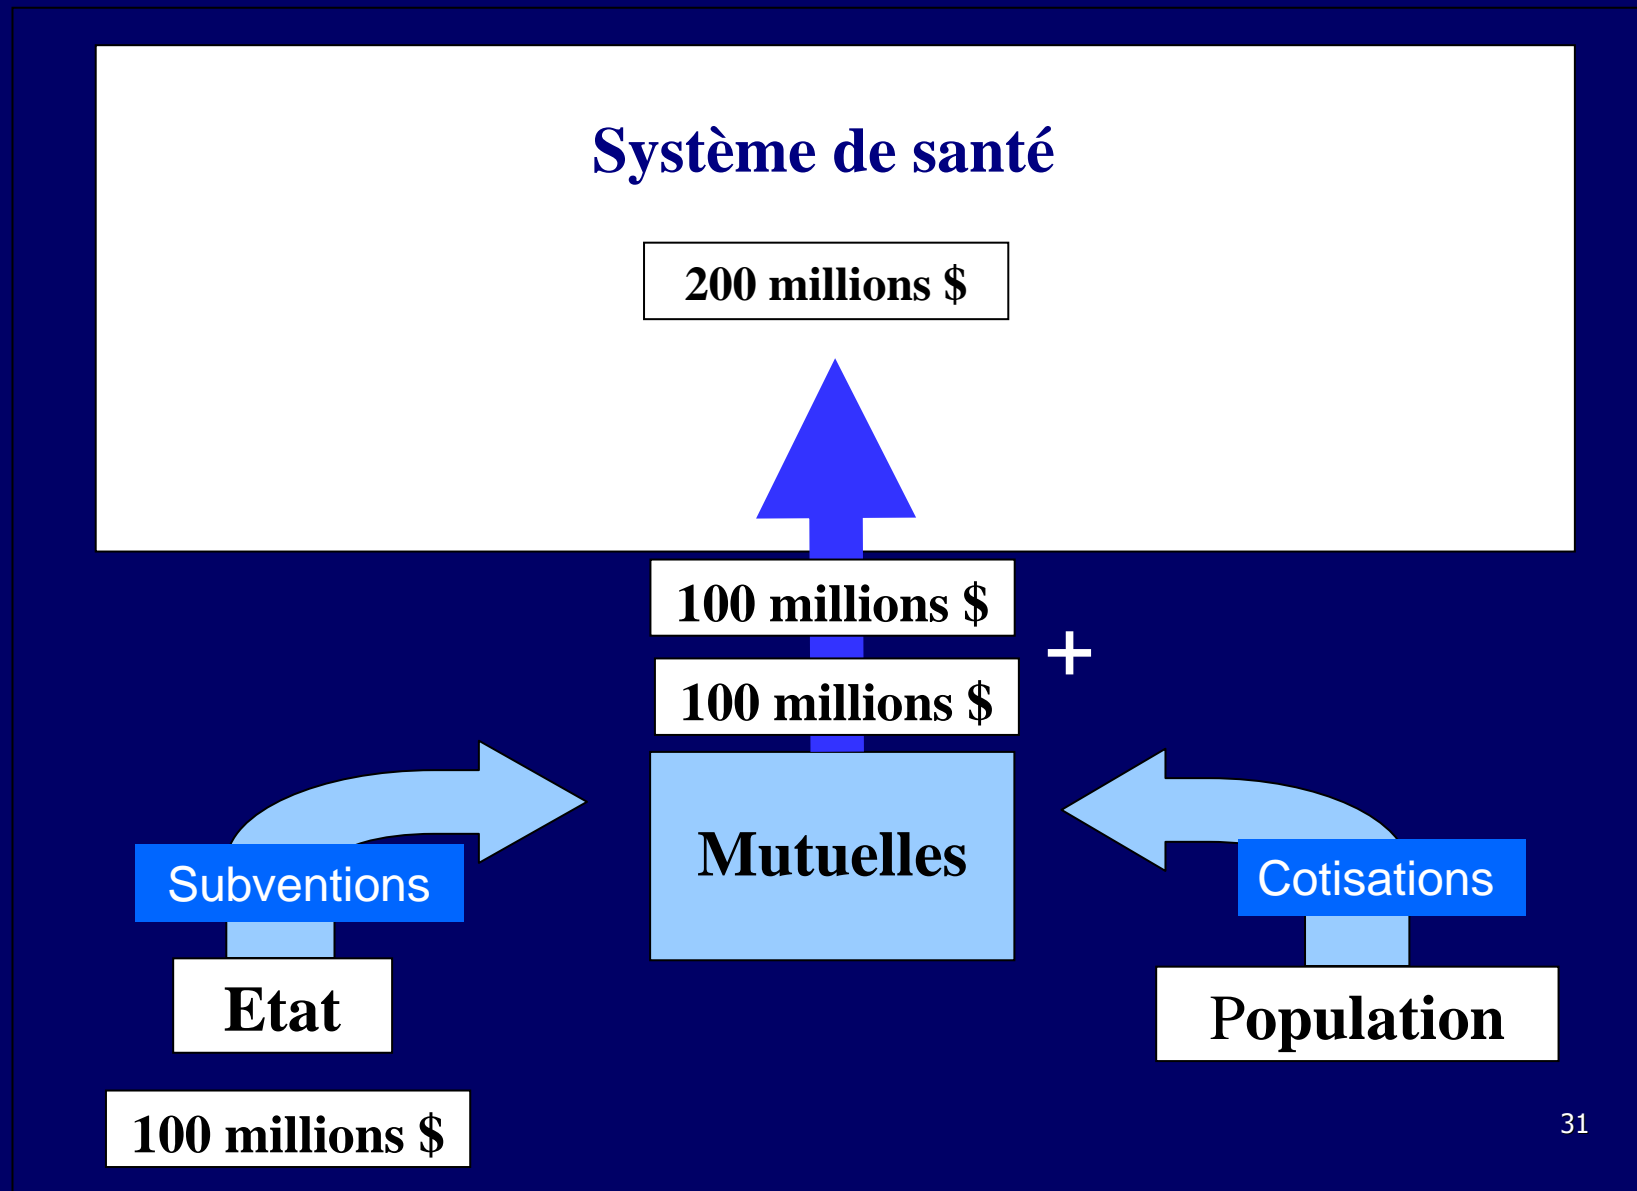 Système de santé
200 millions $
100 millions $
+
100 millions $
Mutuelles
Subventions
Cotisations
Etat
Population
100 millions $
31